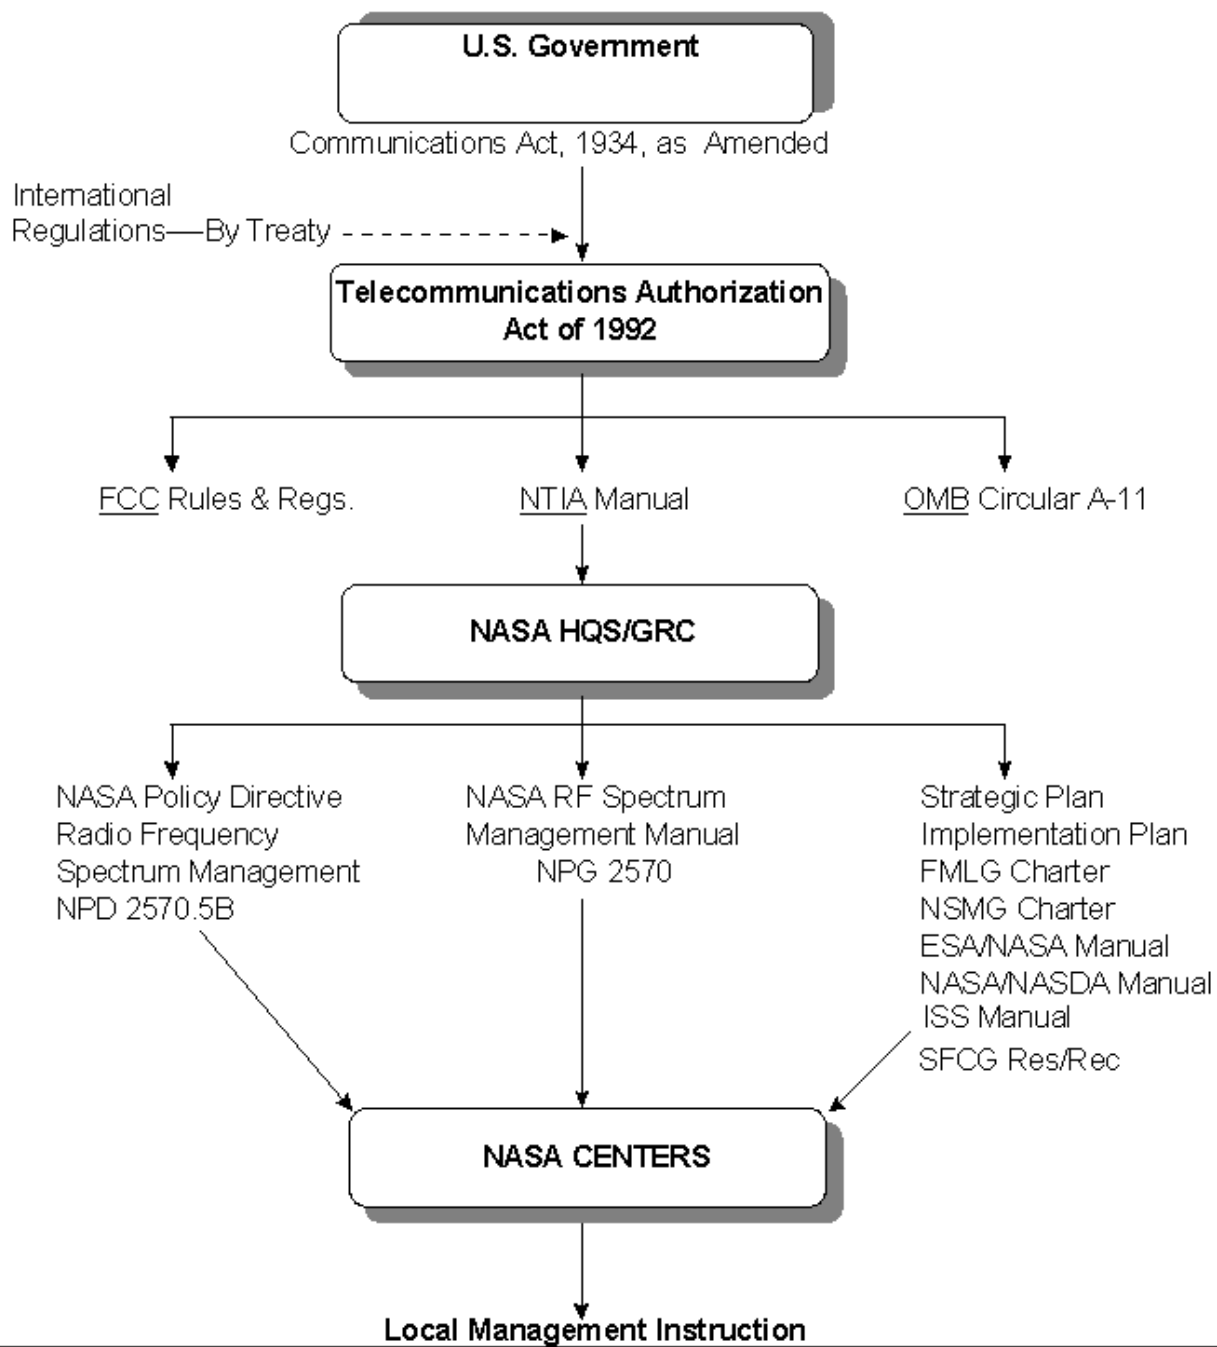 U.S. Government
Communications Act, 1934, as Amended
International
Regulations—By Treaty
Telecommunications Authorization
Act of 1992
FCC Rules & Regs.
NTIA Manual
OMB Circular A-11
NASA HQS/GRC
NASA Policy Directive
Radio Frequency
Spectrum Management
NPD 2570.5B
NASA RF Spectrum
Management Manual
NPG 2570
Strategic Plan
Implementation Plan
FMLG Charter
NSMG Charter
ESA/NASA Manual
NASA/NASDA Manual
ISS Manual
SFCG Res/Rec
NASA CENTERS
Local Management Instruction